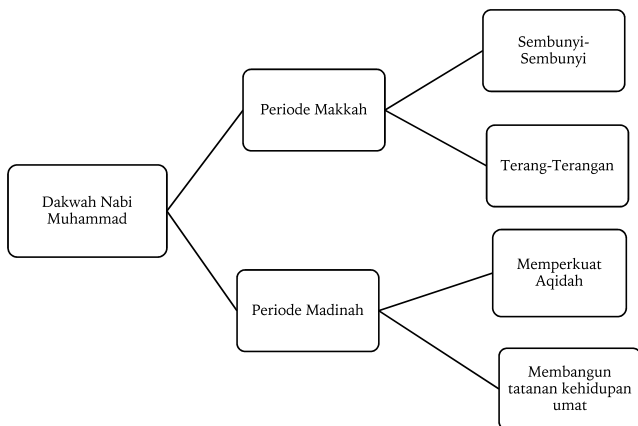 Dakwah Nabi
Muhammad
Periode Makkah
Sembunyi-
Sembunyi
Terang-Terangan
Periode Madinah
Memperkuat
Aqidah
Membangun
tatanan kehidupan
umat